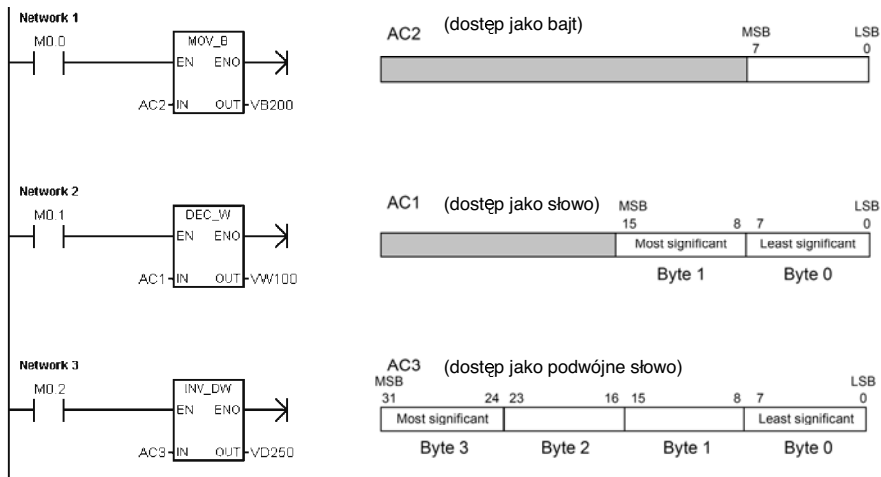 Network 1
M0.0
MOV_B
EN ENO
AC2 IN OUT VB200
AC2 (dostęp jako bajt)
MSB LSB
7 0
Network 2
M0.1
DEC_W
EN ENO
AC1 IN OUT VW100
AC1 (dostęp jako słowo)
MSB LSB
15 8 7 0
Most significant Least significant
Byte 1 Byte 0
Network 3
M0.2
INV_DW
EN ENO
AC3 IN OUT VD250
AC3 (dostęp jako podwójne słowo)
MSB LSB
31 24 23 16 15 8 7 0
Most significant Least significant
Byte 3 Byte 2 Byte 1 Byte 0